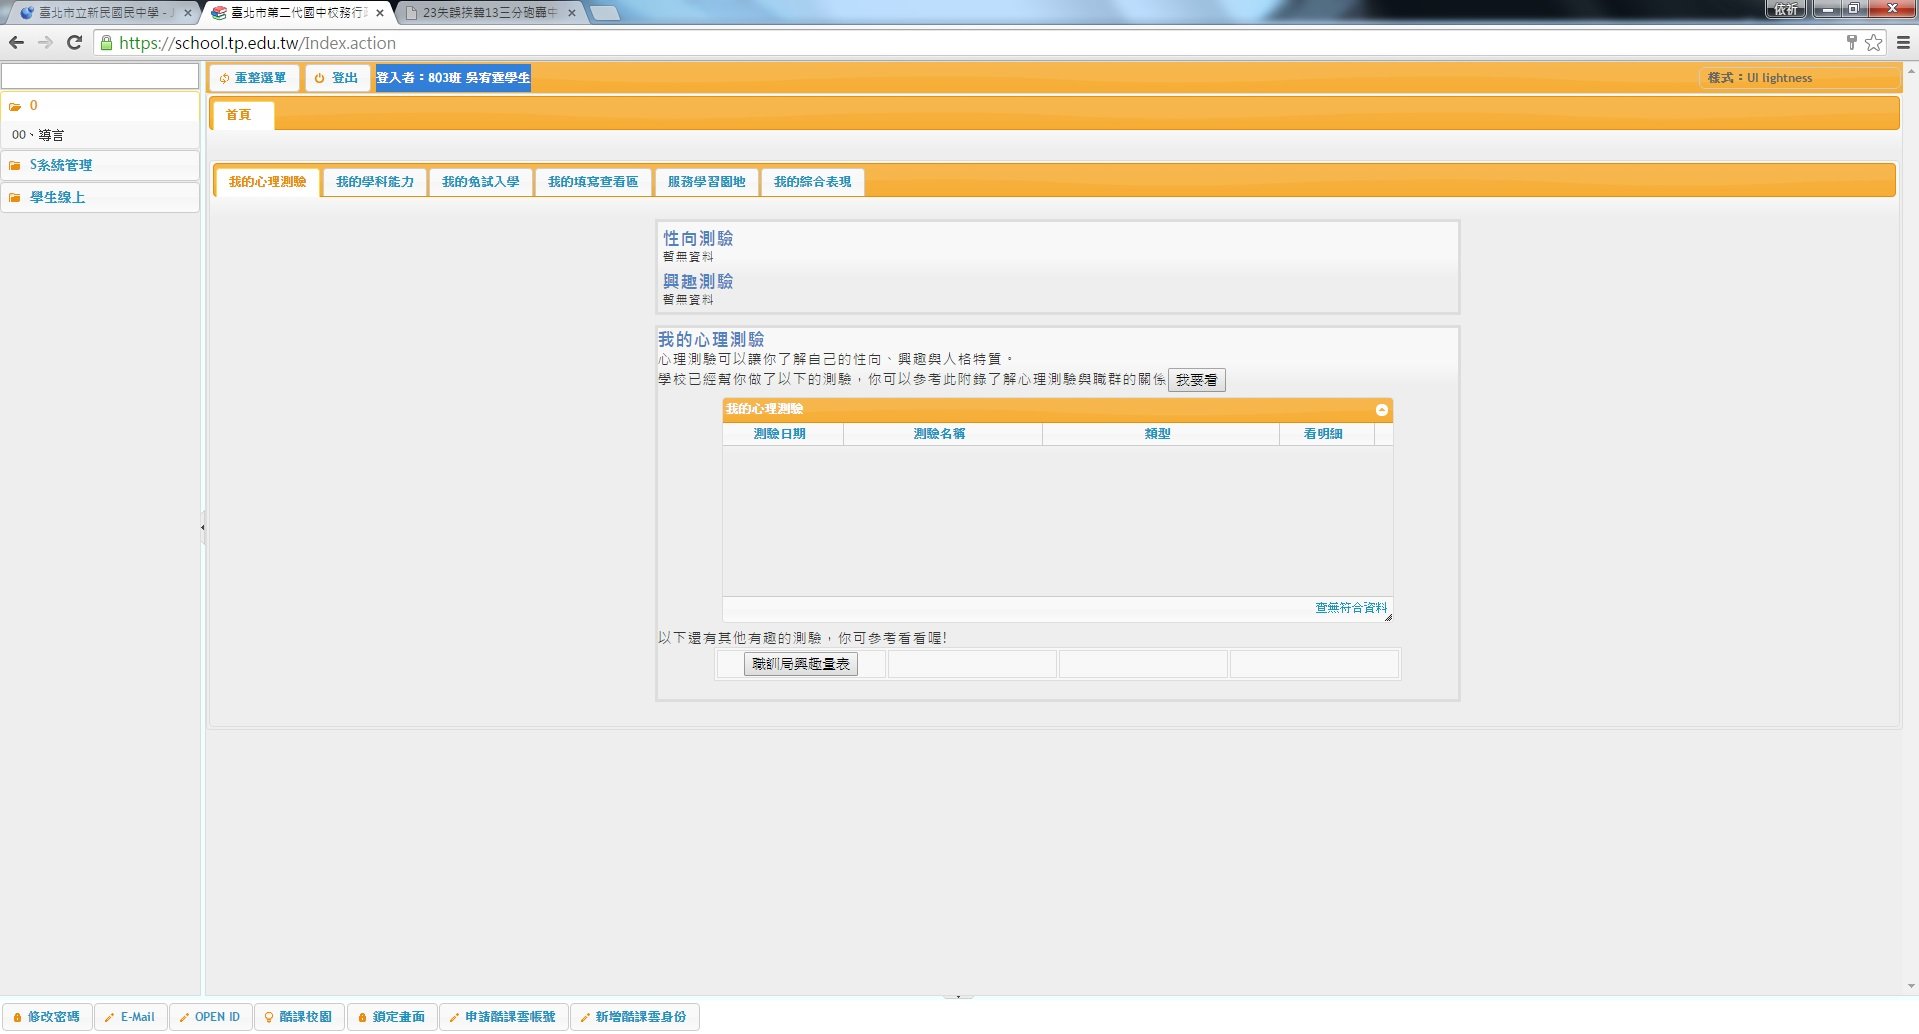 臺北市立新民國民中學 - J
臺北市第二代國中校務行政
23失誤挨韓13三分砲轟中
依祈
https://school.tp.edu.tw/Index.action
重整選單
登出
登入者：803班 吳宥霆學生
樣式：UI lightness
0
00、導言
S系統管理
學生線上
首頁
我的心理測驗
我的學科能力
我的免試入學
我的填寫查看區
服務學習園地
我的綜合表現
性向測驗
暫無資料
興趣測驗
暫無資料
我的心理測驗
心理測驗可以讓你了解自己的性向、興趣與人格特質。
學校已經幫你做了以下的測驗，你可以參考此附錄了解心理測驗與職群的關係 我要看
我的心理測驗
測驗日期 測驗名稱 類型 看明細
查無符合資料
以下還有其他有趣的測驗，你可參考看看喔!
職訓局興趣量表
修改密碼
E-Mail
OPEN ID
酷課校園
鎖定畫面
申請酷課雲帳號
新增酷課雲身份